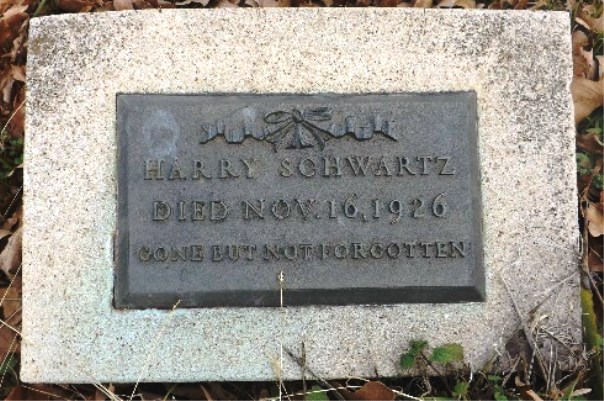 HARRY SCHWARTZ
DIED NOV. 16, 1926
GONE BUT NOT FORGOTTEN